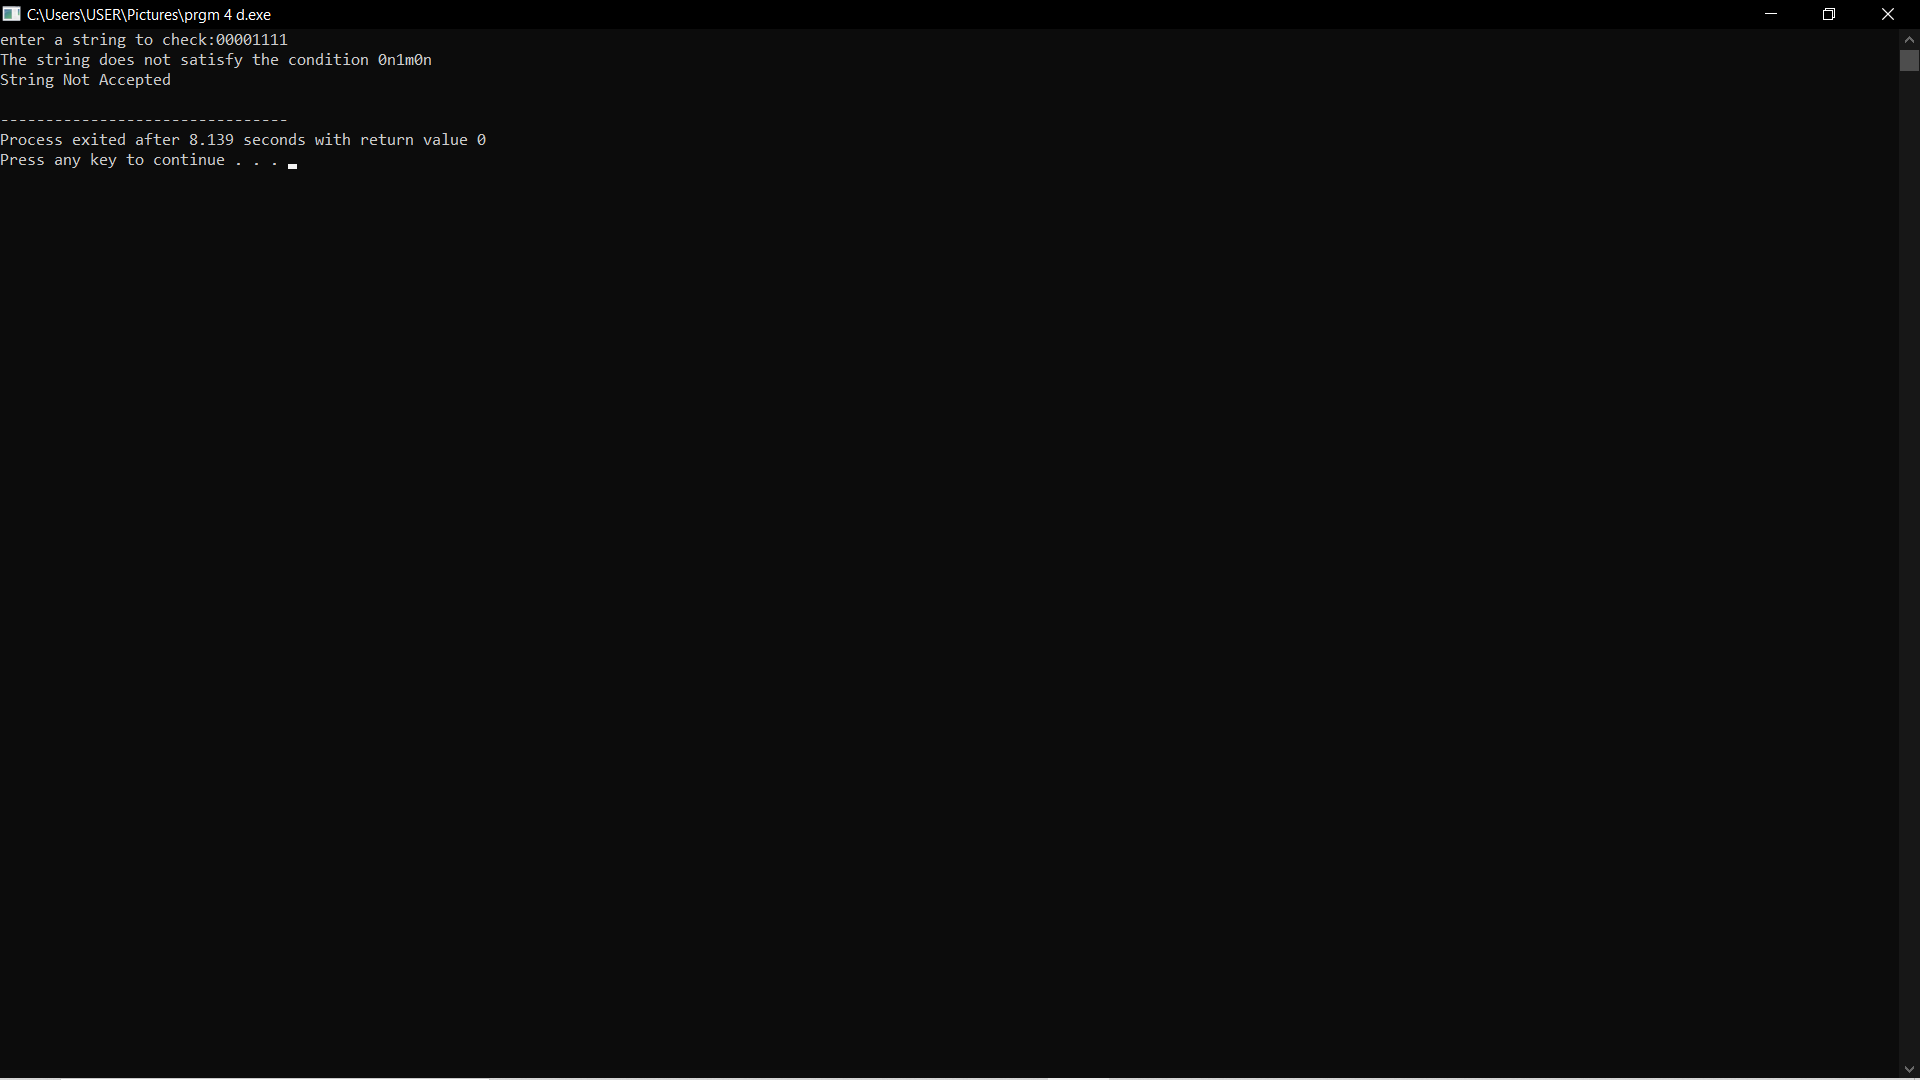 C:\Users\USER\Pictures\prgm 4 d.exe
enter a string to check:00001111
The string does not satisfy the condition 0n1m0n
String Not Accepted
--------------------------------
Process exited after 8.139 seconds with return value 0
Press any key to continue . . .